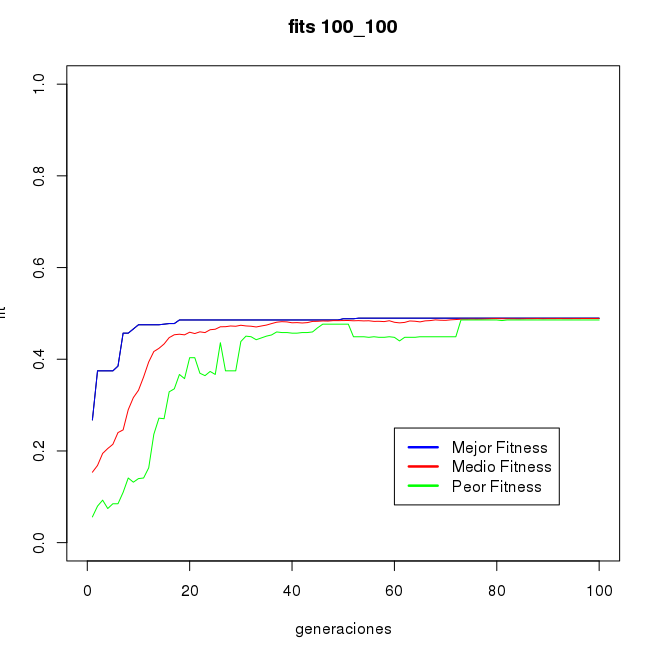 fits 100_100
1.0
0.8
0.6
0.4
0.2
0.0
fit
Mejor Fitness
Medio Fitness
Peor Fitness
0 20 40 60 80 100
generaciones